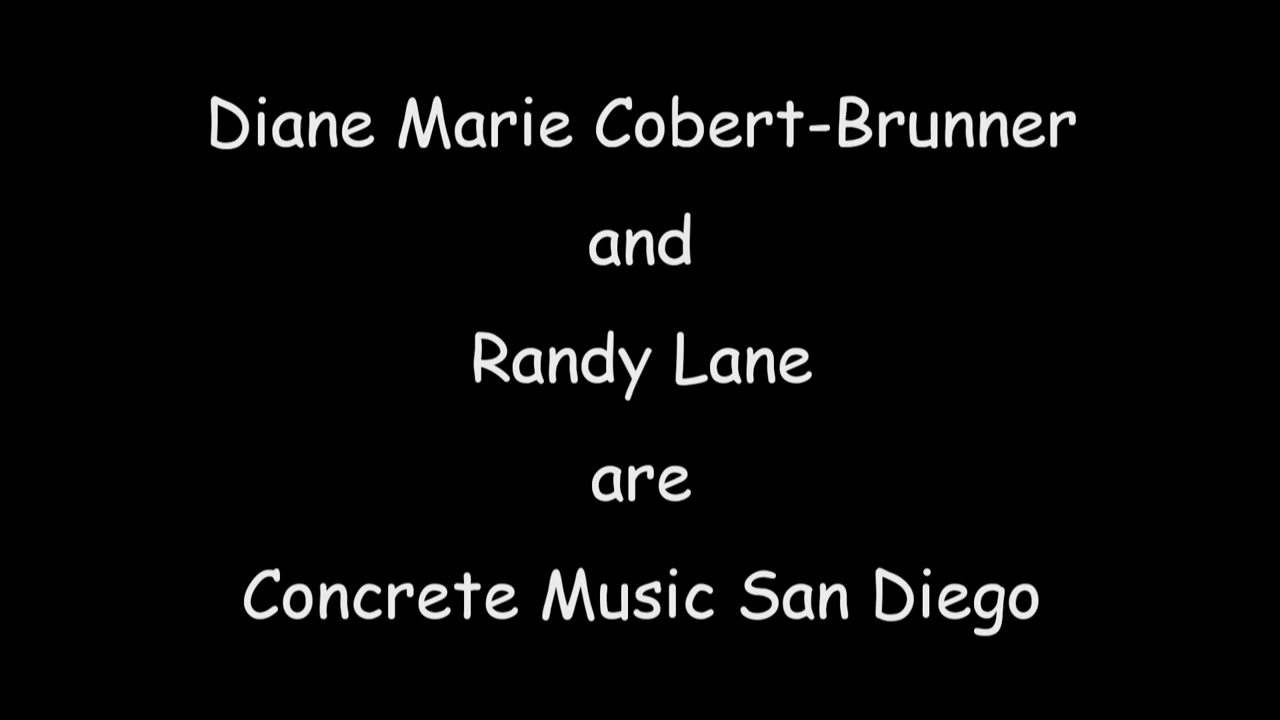 Diane Marie Cobert-Brunner
and
Randy Lane
are
Concrete Music San Diego